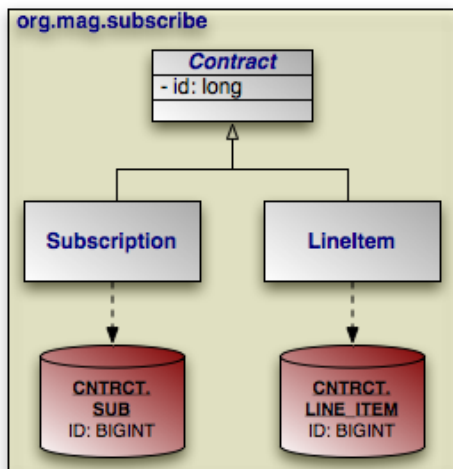 org.mag.subscribe
Contract
- id: long
Subscription
LineItem
CNTRCT.
SUB
ID: BIGINT
CNTRCT.
LINE_ITEM
ID: BIGINT